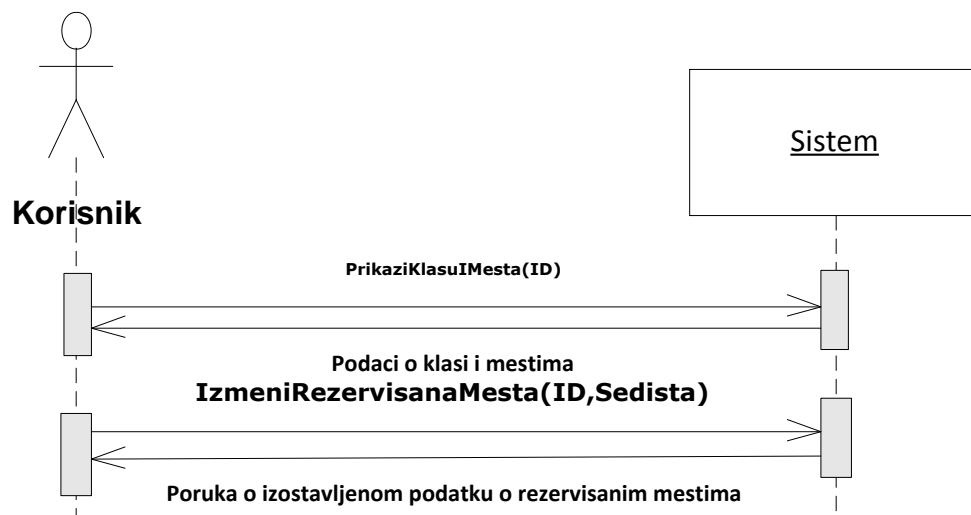 Sistem
Korisnik
PrikaziKlasuIMesta(ID)
Podaci o klasi i mestima
IzmeniRezervisanaMesta(ID,Sedista)
Poruka o izostavljenom podatku o rezervisanim mestima